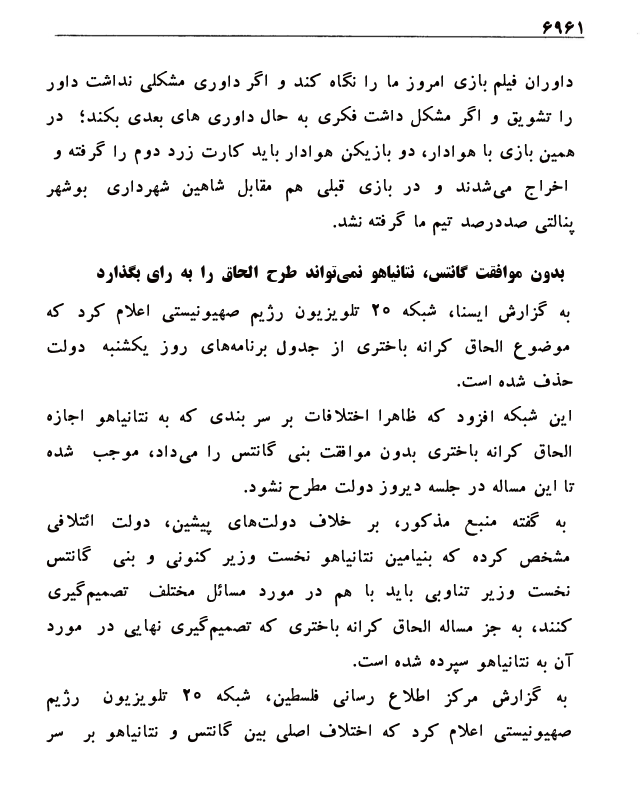 ۶۹۶۱
داوران فیلم بازی امروز ما را نگاه کند و اگر داوری مشکلی نداشت داور
را تشویق و اگر مشکل داشت فکری به حال داوری های بعدی بکند؛ در
همین بازی با هوادار، دو بازیکن هوادار باید کارت زرد دوم را گرفته و
اخراج می‌شدند و در بازی قبلی هم مقابل شاهین شهرداری بوشهر
پنالتی صددرصد تیم ما گرفته نشد.
بدون موافقت گانتس، نتانیاهو نمی‌تواند طرح الحاق را به رای بگذارد
به گزارش ایسنا، شبکه ۲۰ تلویزیون رژیم صهیونیستی اعلام کرد که
موضوع الحاق کرانه باختری از جدول برنامه‌های روز یکشنبه دولت
حذف شده است.
این شبکه افزود که ظاهرا اختلافات بر سر بندی که به نتانیاهو اجازه
الحاق کرانه باختری بدون موافقت بنی گانتس را می‌داد، موجب شده
تا این مساله در جلسه دیروز دولت مطرح نشود.
به گفته منبع مذکور، بر خلاف دولت‌های پیشین، دولت ائتلافی
مشخص کرده که بنیامین نتانیاهو نخست وزیر کنونی و بنی گانتس
نخست وزیر تناوبی باید با هم در مورد مسائل مختلف تصمیم‌گیری
کنند، به جز مساله الحاق کرانه باختری که تصمیم‌گیری نهایی در مورد
آن به نتانیاهو سپرده شده است.
به گزارش مرکز اطلاع رسانی فلسطین، شبکه ۲۰ تلویزیون رژیم
صهیونیستی اعلام کرد که اختلاف اصلی بین گانتس و نتانیاهو بر سر